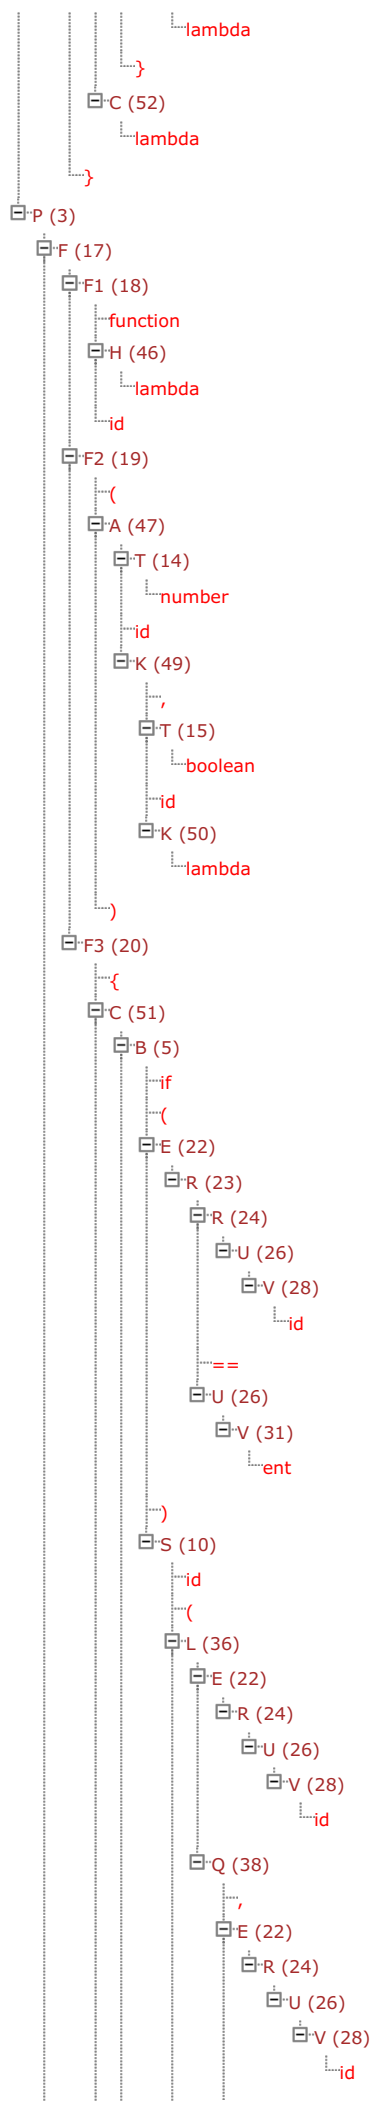 lambda
}
C (52)
lambda
}
P (3)
F (17)
F1 (18)
function
H (46)
lambda
id
F2 (19)
(
A (47)
T (14)
number
id
K (49)
,
T (15)
boolean
id
K (50)
lambda
)
F3 (20)
{
C (51)
B (5)
if
(
E (22)
R (23)
R (24)
U (26)
V (28)
id
==
U (26)
V (31)
ent
)
S (10)
id
(
L (36)
E (22)
R (24)
U (26)
V (28)
id
Q (38)
,
E (22)
R (24)
U (26)
V (28)
id